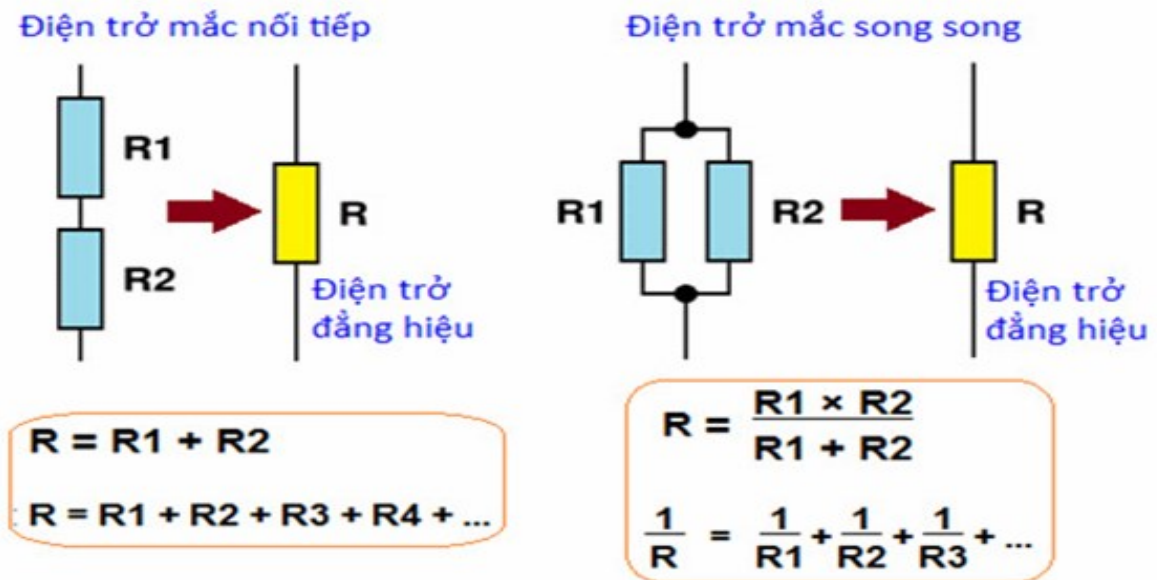 Điện trở mắc nối tiếp
R1
R2
R
Điện trở
đẳng hiệu
R = R1 + R2
: R = R1 + R2 + R3 + R4 + ...
Điện trở mắc song song
R1
R2
R
Điện trở
đẳng hiệu
R = R1 × R2 / R1 + R2
1/R = 1/R1 + 1/R2 + 1/R3 + ...